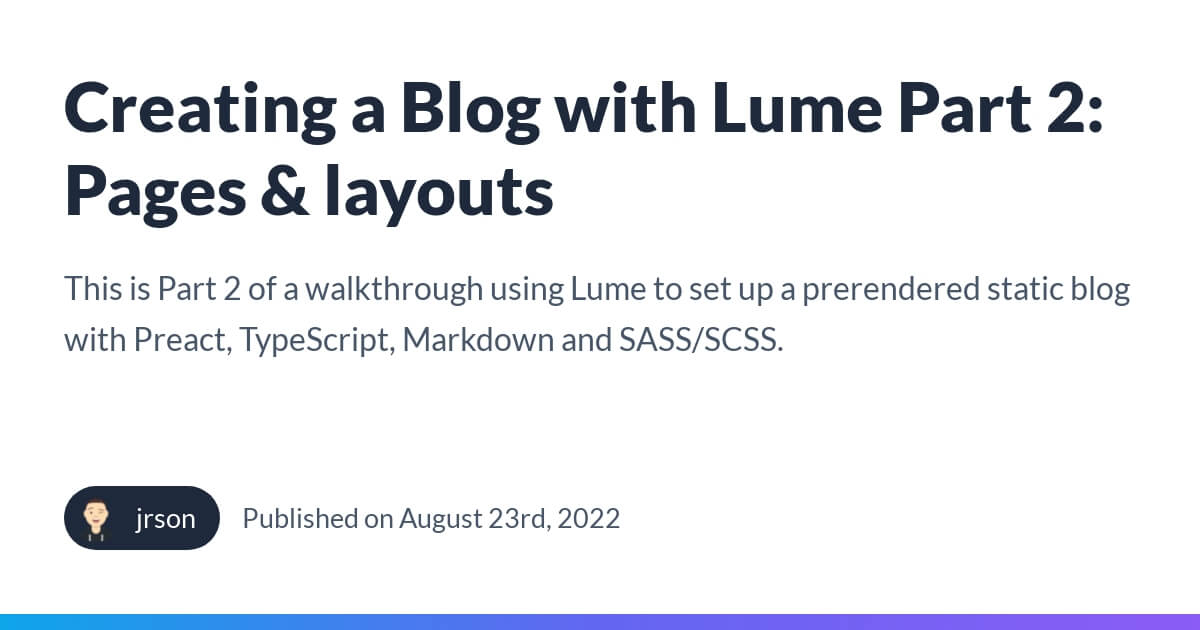 Creating a Blog with Lume Part 2:
Pages & layouts
This is Part 2 of a walkthrough using Lume to set up a prerendered static blog
with Preact, TypeScript, Markdown and SASS/SCSS.
jrson
Published on August 23rd, 2022